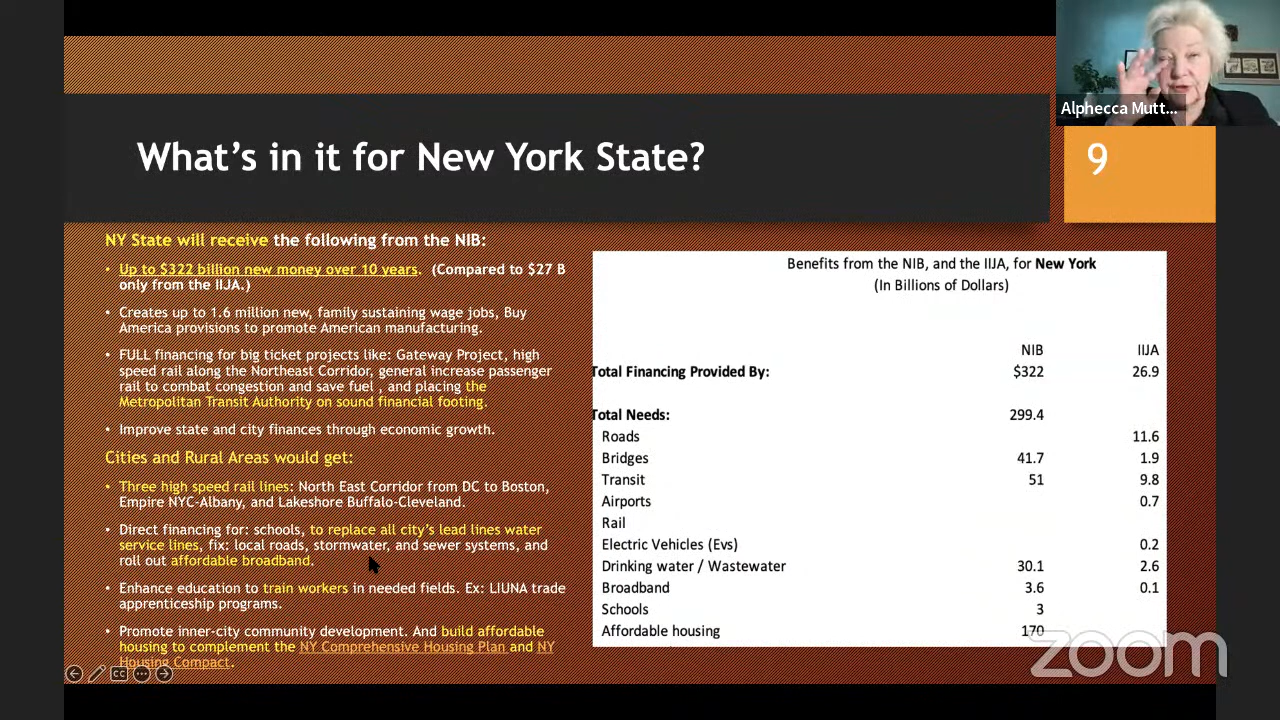 Alphecca Mutt...
What's in it for New York State?
9
NY State will receive the following from the NIB:
• Up to $322 billion new money over 10 years. (Compared to $27 B
only from the IIJA.)
• Creates up to 1.6 million new, family sustaining wage jobs, Buy
America provisions to promote American manufacturing.
• FULL financing for big ticket projects like: Gateway Project, high
speed rail along the Northeast Corridor, general increase passenger
rail to combat congestion and save fuel , and placing the
Metropolitan Transit Authority on sound financial footing.
• Improve state and city finances through economic growth.
Cities and Rural Areas would get:
• Three high speed rail lines: North East Corridor from DC to Boston,
Empire NYC-Albany, and Lakeshore Buffalo-Cleveland.
• Direct financing for: schools, to replace all city's lead lines water
service lines, fix: local roads, stormwater, and sewer systems, and
roll out affordable broadband.
• Enhance education to train workers in needed fields. Ex: LIUNA trade
apprenticeship programs.
• Promote inner-city community development. And build affordable
housing to complement the NY Comprehensive Housing Plan and NY
Housing Compact.
CC
Benefits from the NIB, and the IIJA, for New York
(In Billions of Dollars)
NIB IIJA
Total Financing Provided By: $322 26.9
Total Needs: 299.4
Roads 11.6
Bridges 41.7 1.9
Transit 51 9.8
Airports 0.7
Rail
Electric Vehicles (Evs) 0.2
Drinking water / Wastewater 30.1 2.6
Broadband 3.6 0.1
Schools 3
Affordable housing 170
zoom